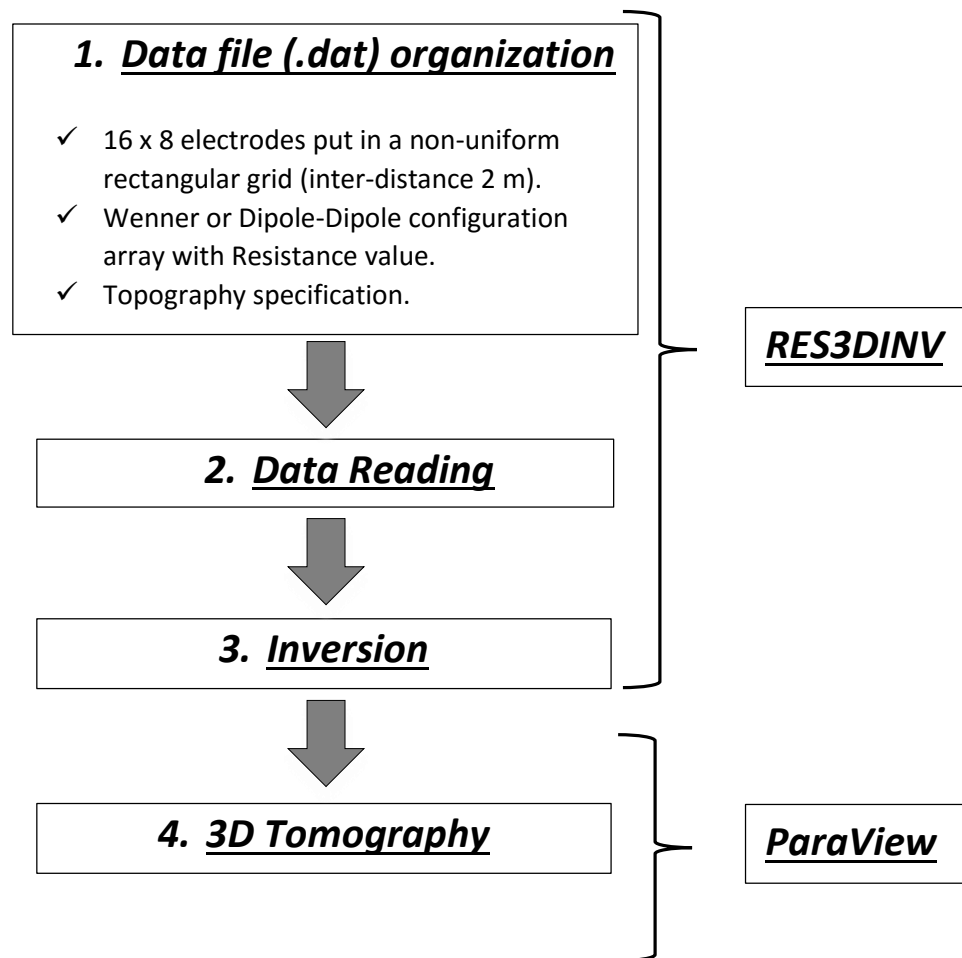 1. Data file (.dat) organization
✓ 16 x 8 electrodes put in a non-uniform
rectangular grid (inter-distance 2 m).
✓ Wenner or Dipole-Dipole configuration
array with Resistance value.
✓ Topography specification.
RES3DINV
2. Data Reading
3. Inversion
4. 3D Tomography
ParaView